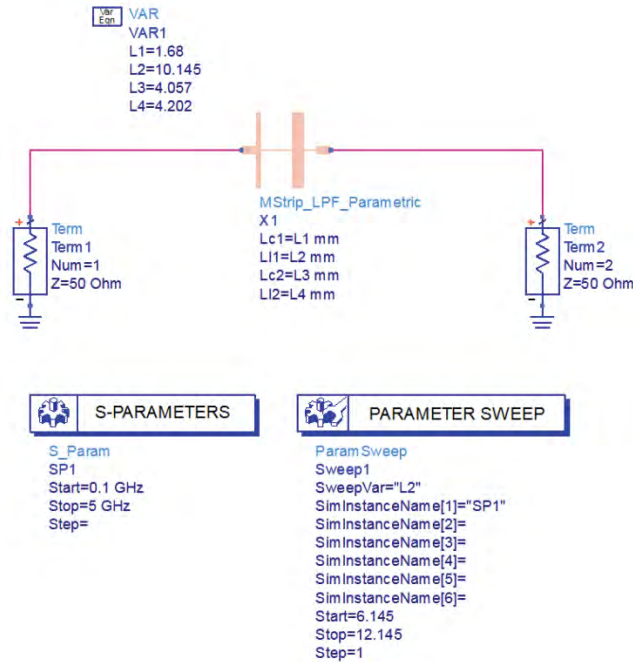 Var
Eqn
VAR
VAR1
L1=1.68
L2=10.145
L3=4.057
L4=4.202
MStrip_LPF_Parametric
X1
Lc1=L1 mm
Ll1=L2 mm
Lc2=L3 mm
Ll2=L4 mm
+
Term
Term1
Num=1
Z=50 Ohm
-
+
Term
Term2
Num=2
Z=50 Ohm
-
S-PARAMETERS
S_Param
SP1
Start=0.1 GHz
Stop=5 GHz
Step=
PARAMETER SWEEP
ParamSweep
Sweep1
SweepVar="L2"
SimInstanceName[1]="SP1"
SimInstanceName[2]=
SimInstanceName[3]=
SimInstanceName[4]=
SimInstanceName[5]=
SimInstanceName[6]=
Start=6.145
Stop=12.145
Step=1